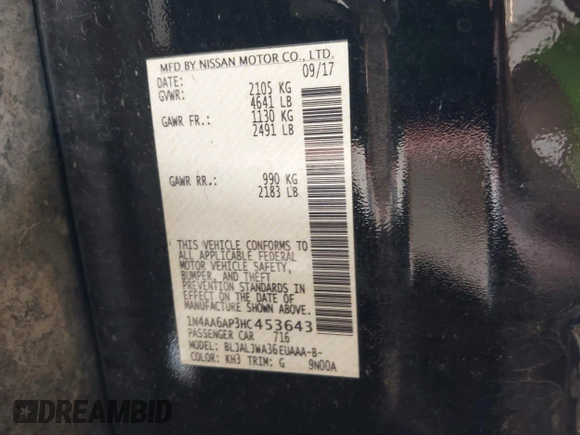 MFD BY NISSAN MOTOR CO., LTD.
DATE: 09/17
GVWR: 2105 KG
4641 LB
GAWR FR.: 1130 KG
2491 LB
GAWR RR.: 990 KG
2183 LB
THIS VEHICLE CONFORMS TO
ALL APPLICABLE FEDERAL
MOTOR VEHICLE SAFETY,
BUMPER, AND THEFT
PREVENTION STANDARDS IN
EFFECT ON THE DATE OF
MANUFACTURE SHOWN ABOVE.
1N4AA6AP3HC453643
PASSENGER CAR 716
MODEL: BLJALJWA36EUAAA-B-
COLOR: KH3 TRIM: G 9N00A
DREAMBID